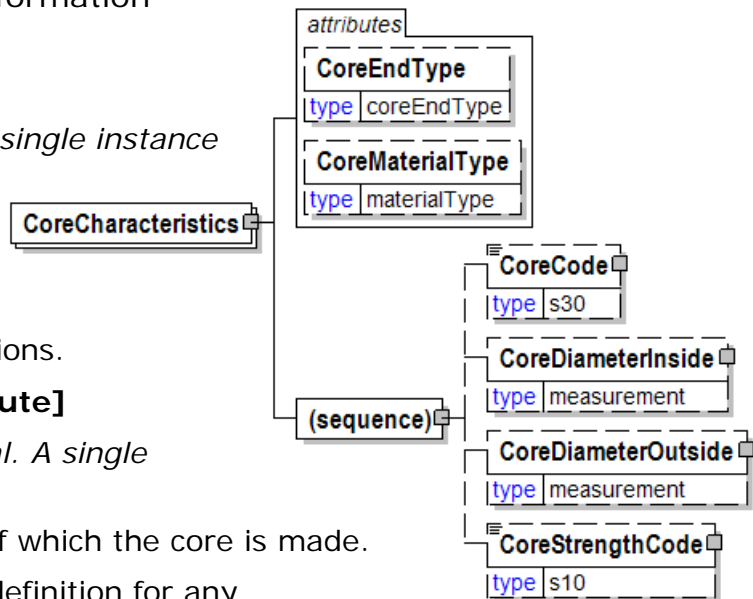 ormation
single instance
ions.
ute]
l. A single
f which the core is made.
definition for any
CoreCharacteristics
attributes
CoreEndType
type coreEndType
CoreMaterialType
type materialType
(sequence)
CoreCode
type s30
CoreDiameterInside
type measurement
CoreDiameterOutside
type measurement
CoreStrengthCode
type s10